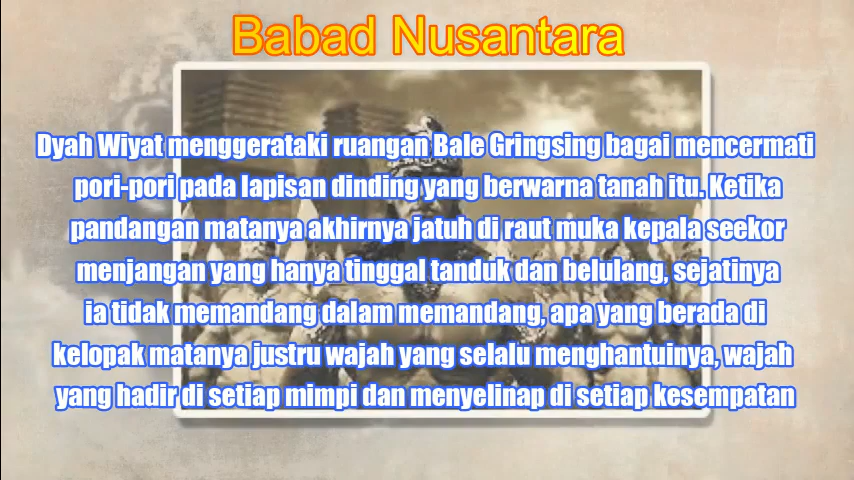 Babad Nusantara
Dyah Wiyat menggerataki ruangan Bale Gringsing bagai mencermati
pori-pori pada lapisan dinding yang berwarna tanah itu. Ketika
pandangan matanya akhirnya jatuh di raut muka kepala seekor
menjangan yang hanya tinggal tanduk dan belulang, sejatinya
ia tidak memandang dalam memandang, apa yang berada di
kelopak matanya justru wajah yang selalu menghantuinya, wajah
yang hadir di setiap mimpi dan menyelinap di setiap kesempatan